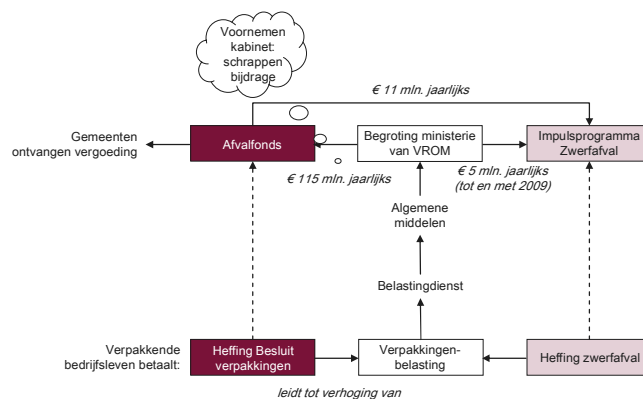 Voornemen
kabinet:
schrappen
bijdrage
€ 11 mln. jaarlijks
Gemeenten
ontvangen vergoeding
Afvalfonds
Begroting ministerie
van VROM
Impulsprogramma
Zwerfafval
€ 115 mln. jaarlijks
€ 5 mln. jaarlijks
(tot en met 2009)
Algemene
middelen
Belastingdienst
Verpakkende
bedrijfsleven betaalt:
Heffing Besluit
verpakkingen
Verpakkingen-
belasting
Heffing zwerfafval
leidt tot verhoging van